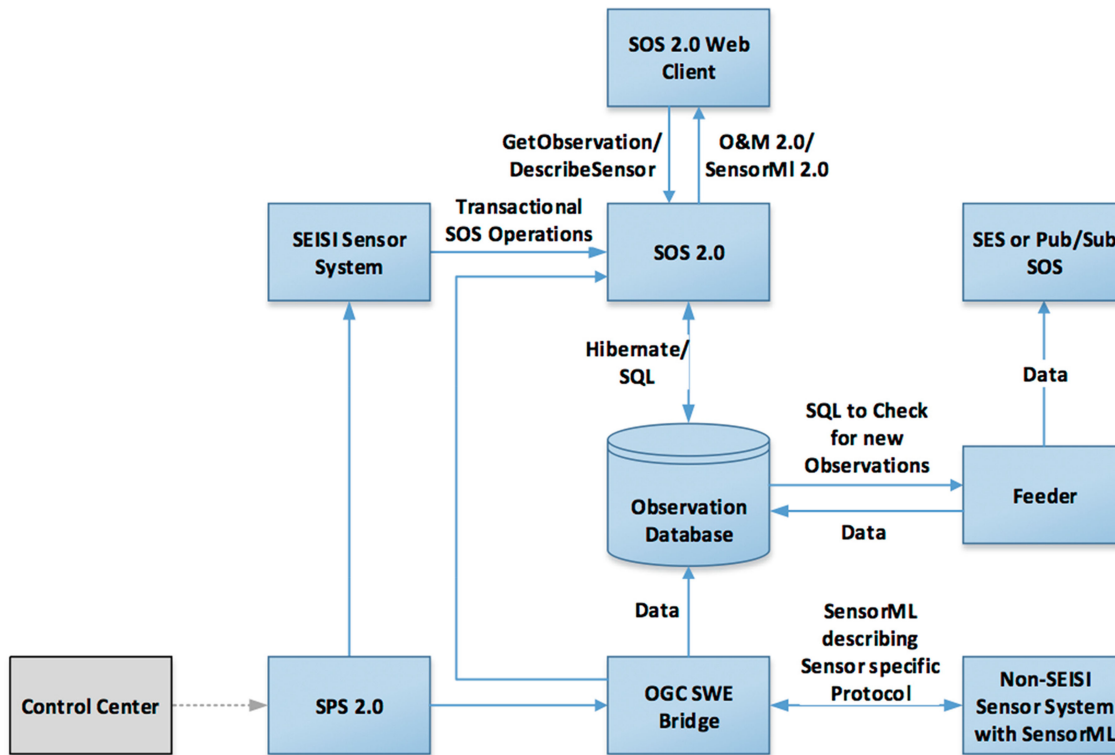 SOS 2.0 Web
Client
GetObservation/
DescribeSensor
O&M 2.0/
SensorMl 2.0
Transactional
SOS Operations
SEISI Sensor
System
SOS 2.0
SES or Pub/Sub
SOS
Hibernate/
SQL
Data
SQL to Check
for new
Observations
Observation
Database
Feeder
Data
Data
SensorML
describing
Sensor specific
Protocol
Control Center
SPS 2.0
OGC SWE
Bridge
Non-SEISI
Sensor System
with SensorML